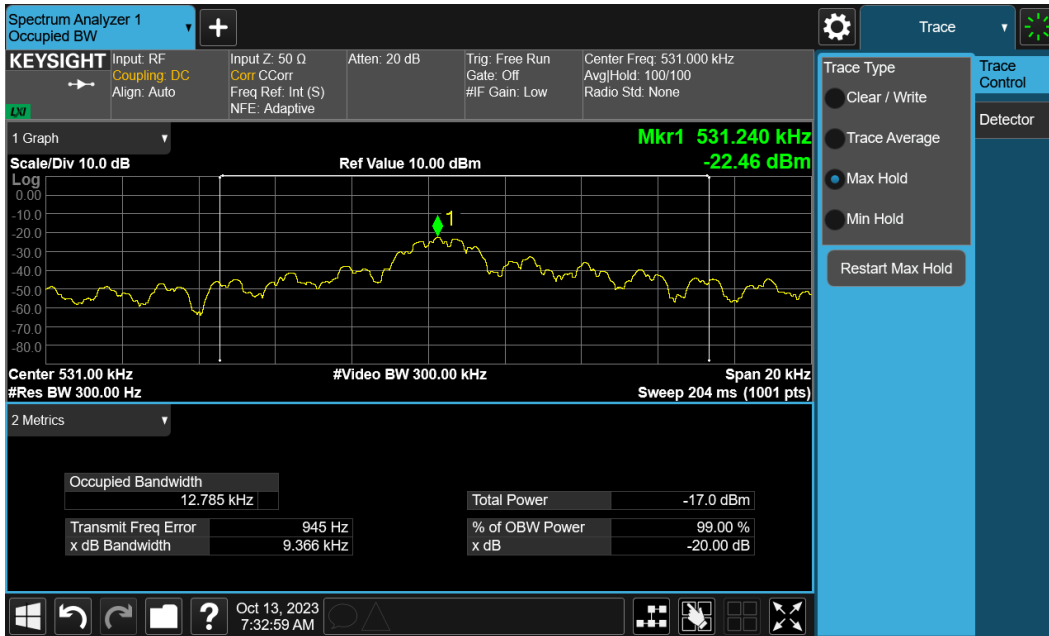 Spectrum Analyzer 1
Occupied BW
+
Trace
KEYSIGHT
LXI
Input: RF
Coupling: DC
Align: Auto
Input Z: 50 Ω
Corr CCorr
Freq Ref: Int (S)
NFE: Adaptive
Atten: 20 dB
Trig: Free Run
Gate: Off
#IF Gain: Low
Center Freq: 531.000 kHz
Avg|Hold: 100/100
Radio Std: None
Trace Type
Clear / Write
Trace Average
Max Hold
Min Hold
Restart Max Hold
Trace
Control
Detector
1 Graph
Mkr1 531.240 kHz
Scale/Div 10.0 dB
Ref Value 10.00 dBm
-22.46 dBm
Log
0.00
-10.0
-20.0
-30.0
-40.0
-50.0
-60.0
-70.0
-80.0
1
Center 531.00 kHz
#Video BW 300.00 kHz
Span 20 kHz
#Res BW 300.00 Hz
Sweep 204 ms (1001 pts)
2 Metrics
Occupied Bandwidth
12.785 kHz
Total Power -17.0 dBm
Transmit Freq Error 945 Hz
% of OBW Power 99.00 %
x dB Bandwidth 9.366 kHz
x dB -20.00 dB
?
Oct 13, 2023
7:32:59 AM